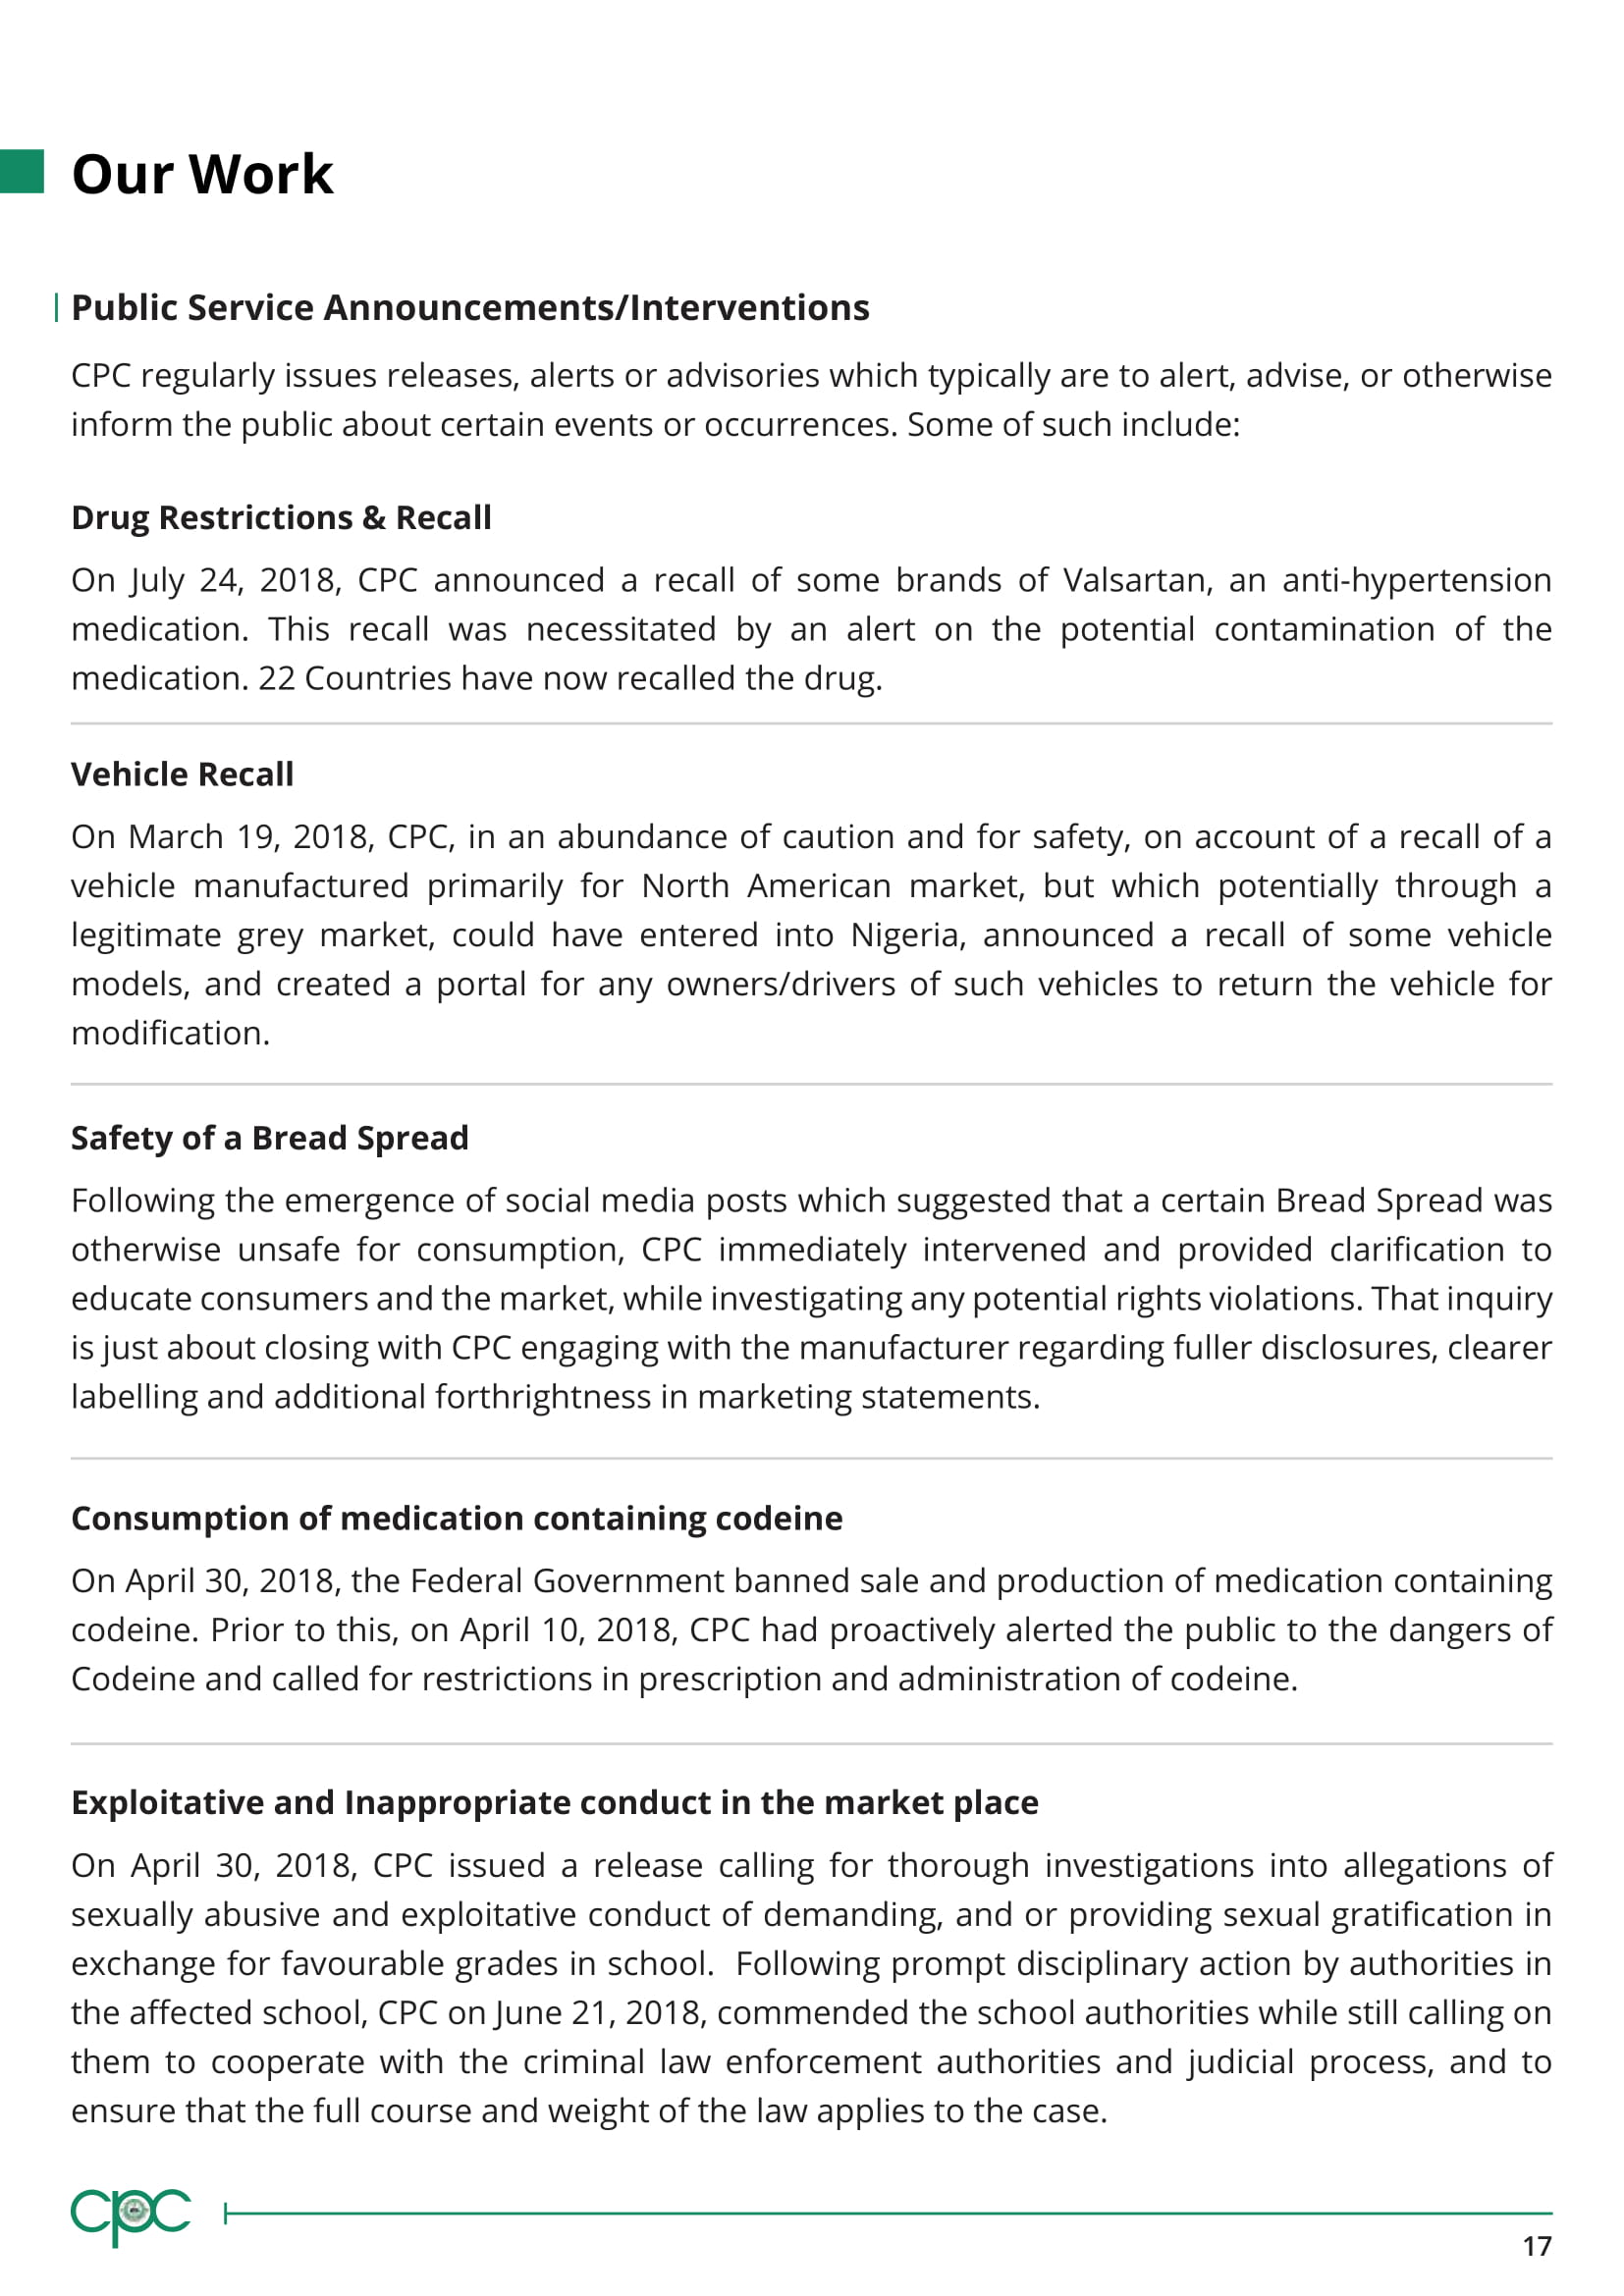 Our Work
Public Service Announcements/Interventions
CPC regularly issues releases, alerts or advisories which typically are to alert, advise, or otherwise
inform the public about certain events or occurrences. Some of such include:
Drug Restrictions & Recall
On July 24, 2018, CPC announced a recall of some brands of Valsartan, an anti-hypertension
medication. This recall was necessitated by an alert on the potential contamination of the
medication. 22 Countries have now recalled the drug.
Vehicle Recall
On March 19, 2018, CPC, in an abundance of caution and for safety, on account of a recall of a
vehicle manufactured primarily for North American market, but which potentially through a
legitimate grey market, could have entered into Nigeria, announced a recall of some vehicle
models, and created a portal for any owners/drivers of such vehicles to return the vehicle for
modification.
Safety of a Bread Spread
Following the emergence of social media posts which suggested that a certain Bread Spread was
otherwise unsafe for consumption, CPC immediately intervened and provided clarification to
educate consumers and the market, while investigating any potential rights violations. That inquiry
is just about closing with CPC engaging with the manufacturer regarding fuller disclosures, clearer
labelling and additional forthrightness in marketing statements.
Consumption of medication containing codeine
On April 30, 2018, the Federal Government banned sale and production of medication containing
codeine. Prior to this, on April 10, 2018, CPC had proactively alerted the public to the dangers of
Codeine and called for restrictions in prescription and administration of codeine.
Exploitative and Inappropriate conduct in the market place
On April 30, 2018, CPC issued a release calling for thorough investigations into allegations of
sexually abusive and exploitative conduct of demanding, and or providing sexual gratification in
exchange for favourable grades in school.  Following prompt disciplinary action by authorities in
the affected school, CPC on June 21, 2018, commended the school authorities while still calling on
them to cooperate with the criminal law enforcement authorities and judicial process, and to
ensure that the full course and weight of the law applies to the case.
cpc
17